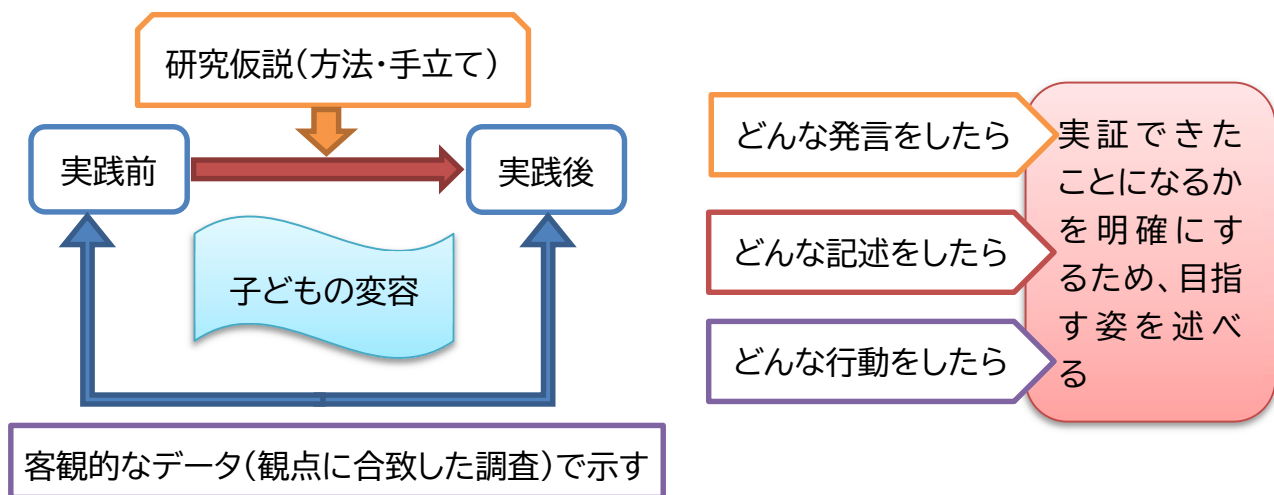 研究仮説(方法・手立て)
実践前
実践後
子どもの変容
客観的なデータ(観点に合致した調査)で示す
どんな発言をしたら
どんな記述をしたら
どんな行動をしたら
実証できた
ことになるか
を明確にす
るため、目指
す姿を述べ
る